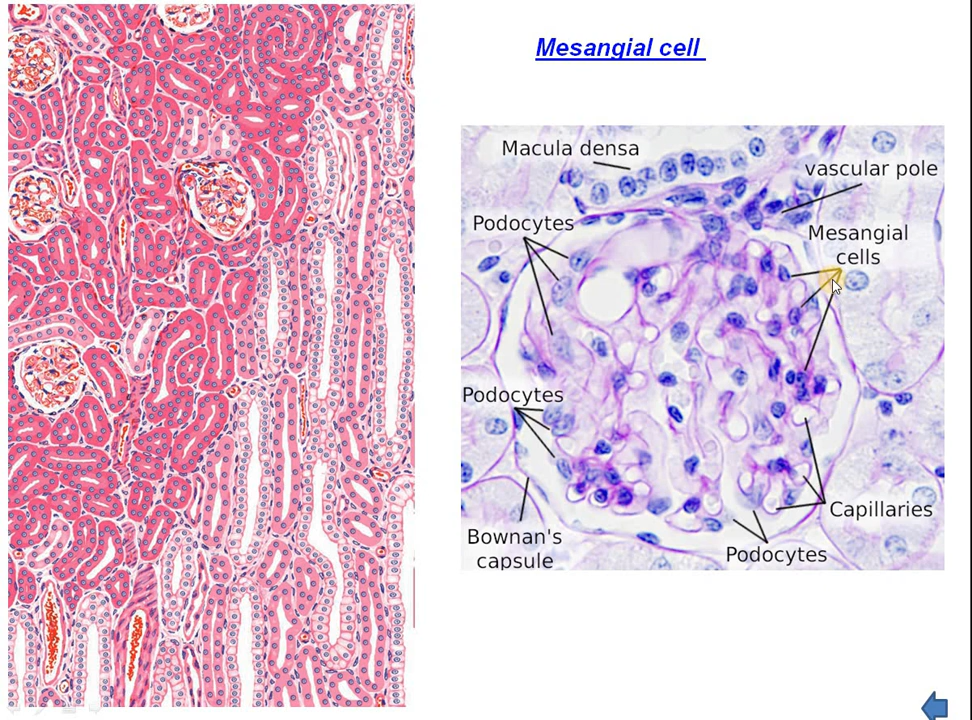 Mesangial cell
Macula densa
vascular pole
Podocytes
Mesangial
cells
Podocytes
Capillaries
Bownan's
capsule
Podocytes